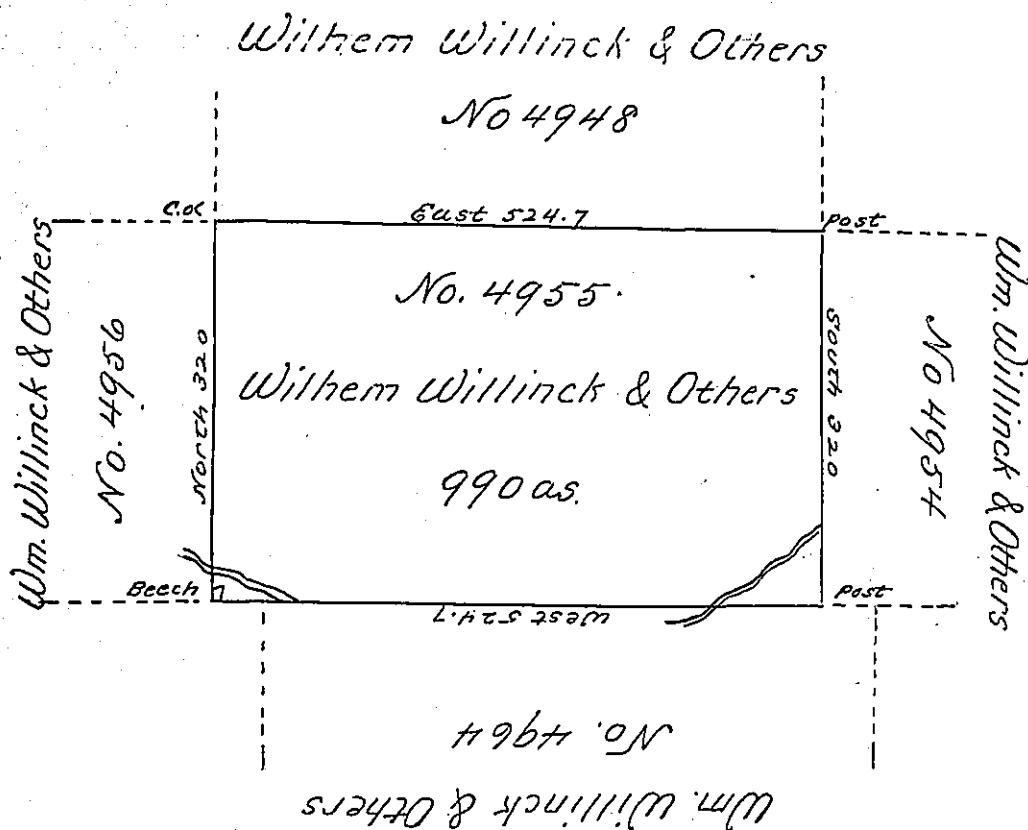 Wilhem Willinck & Others
No 4948
C.OK
East 524.7
Post
Wm. Willinck & Others
No. 4956
North 320
No. 4955.
Wilhem Willinck & Others
990 as.
South 320
No 4954
Wm. Willinck & Others
Beech
West 524.7
Post
No. 4964
Wm. Willinck & Others